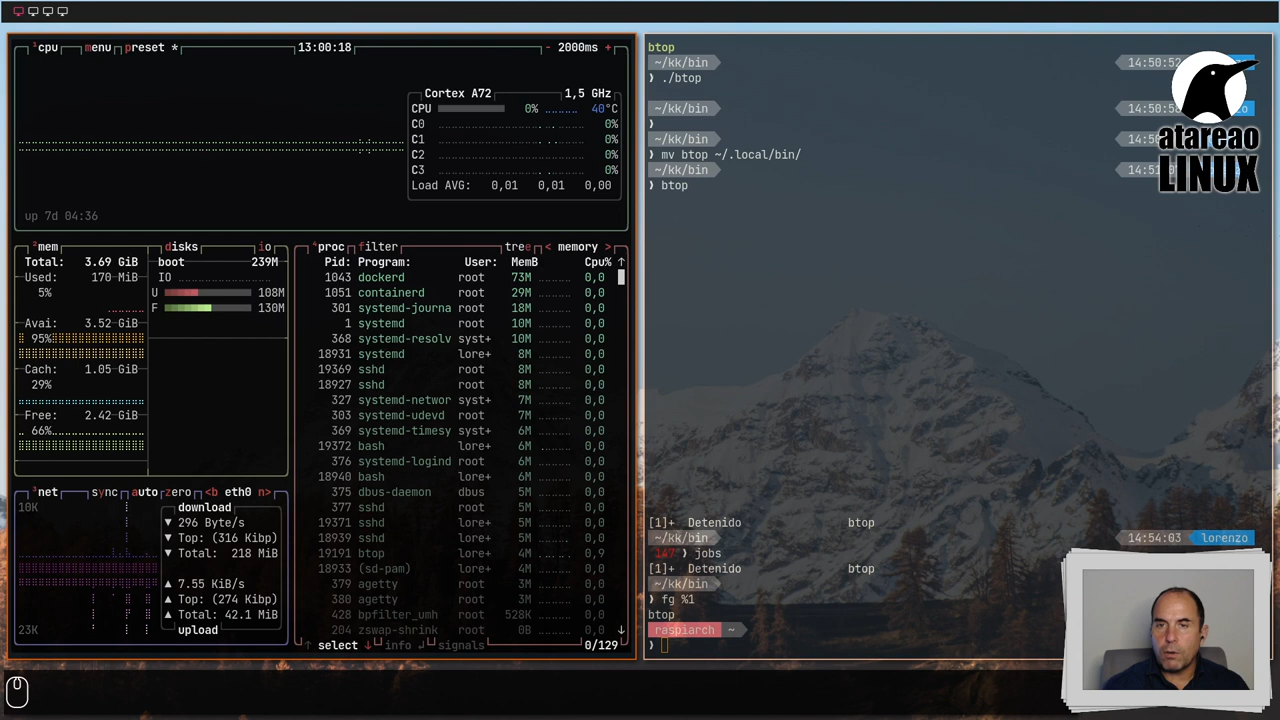 ¹cpu menu preset * 13:00:18 - 2000ms +
Cortex A72 1,5 GHz
CPU 0% 40°C
C0 0%
C1 0%
C2 0%
C3 0%
Load AVG: 0,01 0,01 0,00
up 7d 04:36
²mem disks io
Total: 3.69 GiB
Used: 170 MiB
5%
Avai: 3.52 GiB
95%
Cach: 1.05 GiB
29%
Free: 2.42 GiB
66%
boot 239M
IO
U 108M
F 130M
³net sync auto zero <b eth0 n>
10K
23K
download
▼ 296 Byte/s
▼ Top: (316 Kibp)
▼ Total: 218 MiB
▲ 7.55 KiB/s
▲ Top: (274 Kibp)
▲ Total: 42.1 MiB
upload
⁴proc filter tree < memory >
Pid: Program: User: MemB Cpu% ↑
1043 dockerd root 73M 0,0
1051 containerd root 29M 0,0
301 systemd-journa root 18M 0,0
1 systemd root 10M 0,0
368 systemd-resolv syst+ 10M 0,0
18931 systemd lore+ 8M 0,0
19369 sshd root 8M 0,0
18927 sshd root 8M 0,0
327 systemd-networ syst+ 7M 0,0
303 systemd-udevd root 7M 0,0
369 systemd-timesy syst+ 6M 0,0
19372 bash lore+ 6M 0,0
376 systemd-logind root 6M 0,0
18940 bash lore+ 6M 0,0
375 dbus-daemon dbus 5M 0,0
377 sshd root 5M 0,0
19371 sshd lore+ 5M 0,0
18939 sshd lore+ 5M 0,0
19191 btop lore+ 4M 0,9
18933 (sd-pam) lore+ 4M 0,0
379 agetty root 3M 0,0
380 agetty root 3M 0,0
428 bpfilter_umh root 528K 0,0
204 zswap-shrink root 0B 0,0 ↓
↑ select ↓ info ↲ signals 0/129
btop
~/kk/bin 14:50:52
❯ ./btop
~/kk/bin
❯
~/kk/bin
❯ mv btop ~/.local/bin/
~/kk/bin
❯ btop
[1]+ Detenido btop
~/kk/bin 14:54:03 lorenzo
147 ❯ jobs
[1]+ Detenido btop
~/kk/bin
❯ fg %1
btop
raspiarch ~
❯
atareao
LINUX